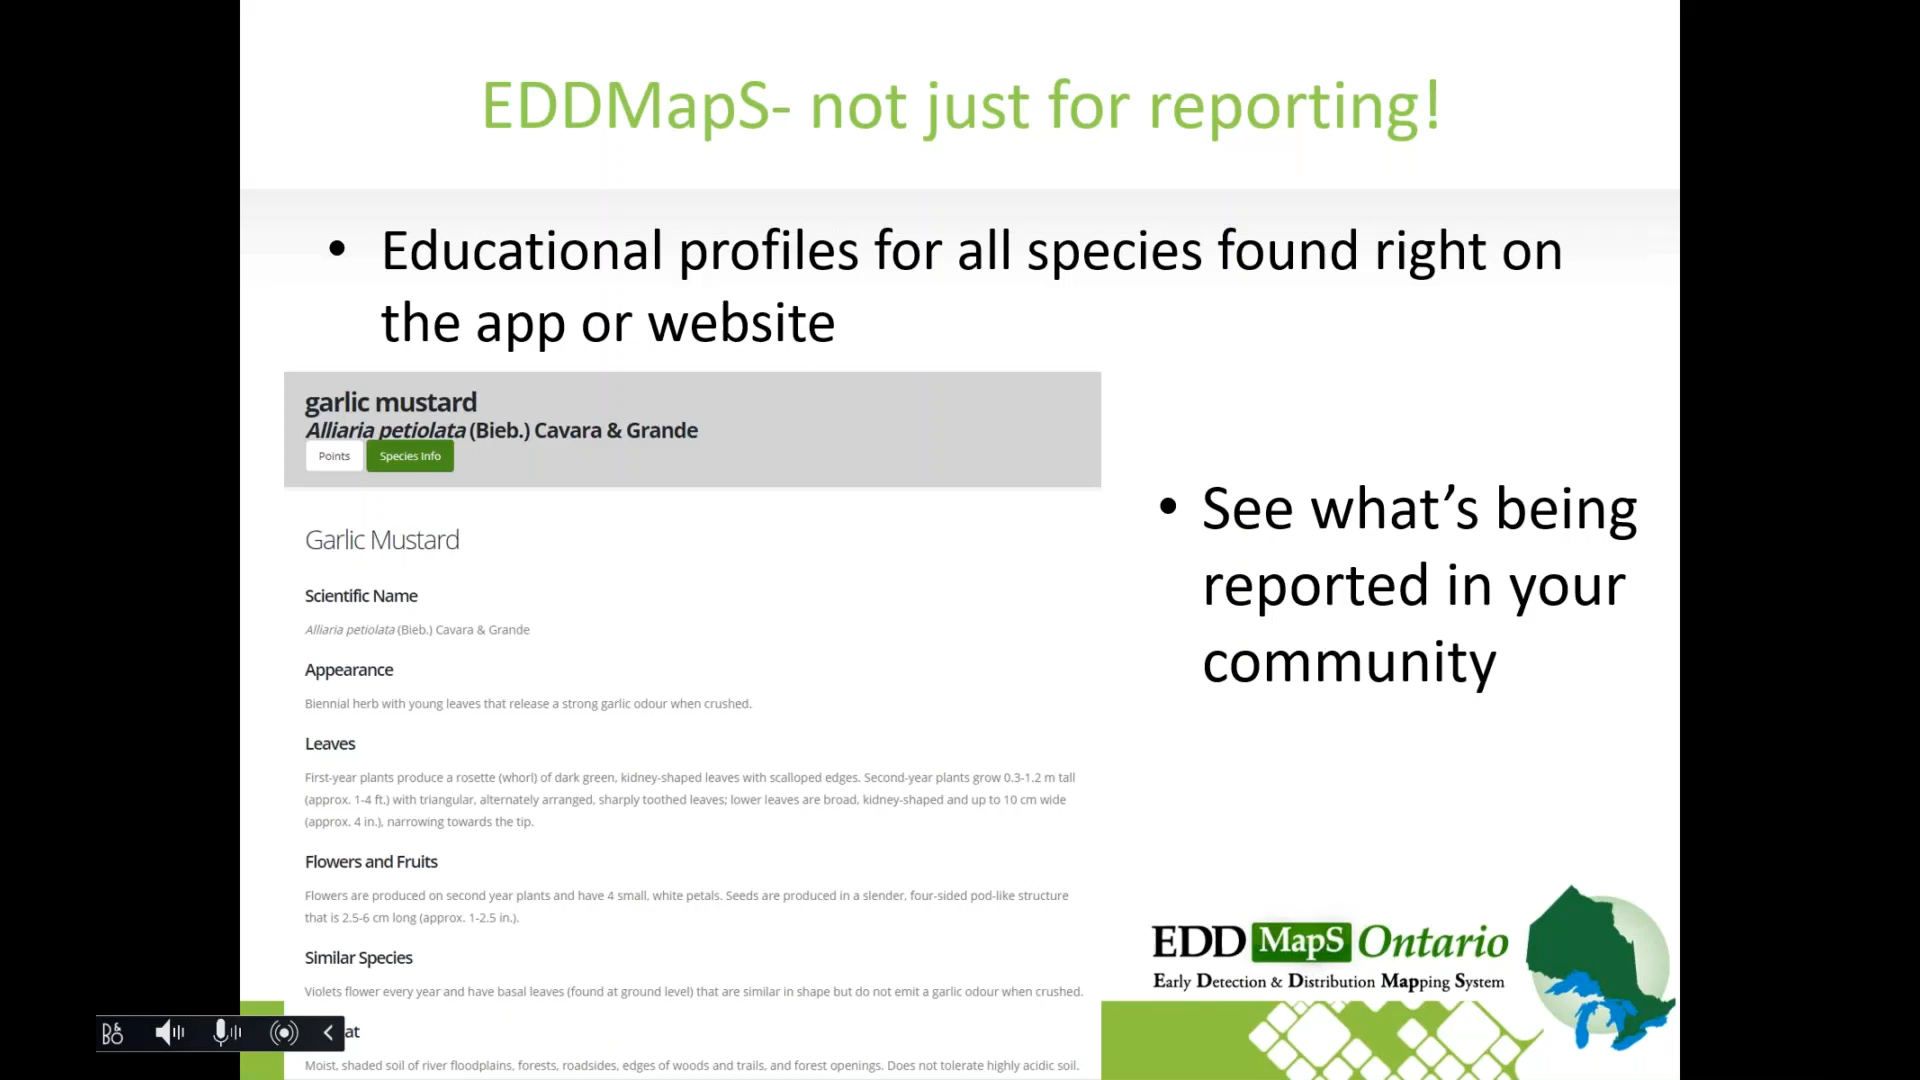 EDDMapS- not just for reporting!
• Educational profiles for all species found right on
the app or website
garlic mustard
Alliaria petiolata (Bieb.) Cavara & Grande
Points Species Info
Garlic Mustard
Scientific Name
Alliaria petiolata (Bieb.) Cavara & Grande
Appearance
Biennial herb with young leaves that release a strong garlic odour when crushed.
Leaves
First-year plants produce a rosette (whorl) of dark green, kidney-shaped leaves with scalloped edges. Second-year plants grow 0.3-1.2 m tall
(approx. 1-4 ft.) with triangular, alternately arranged, sharply toothed leaves; lower leaves are broad, kidney-shaped and up to 10 cm wide
(approx. 4 in.), narrowing towards the tip.
Flowers and Fruits
Flowers are produced on second year plants and have 4 small, white petals. Seeds are produced in a slender, four-sided pod-like structure
that is 2.5-6 cm long (approx. 1-2.5 in.).
Similar Species
Violets flower every year and have basal leaves (found at ground level) that are similar in shape but do not emit a garlic odour when crushed.
at
Moist, shaded soil of river floodplains, forests, roadsides, edges of woods and trails, and forest openings. Does not tolerate highly acidic soil.
• See what's being
reported in your
community
EDD MapS Ontario
Early Detection & Distribution Mapping System
B&O